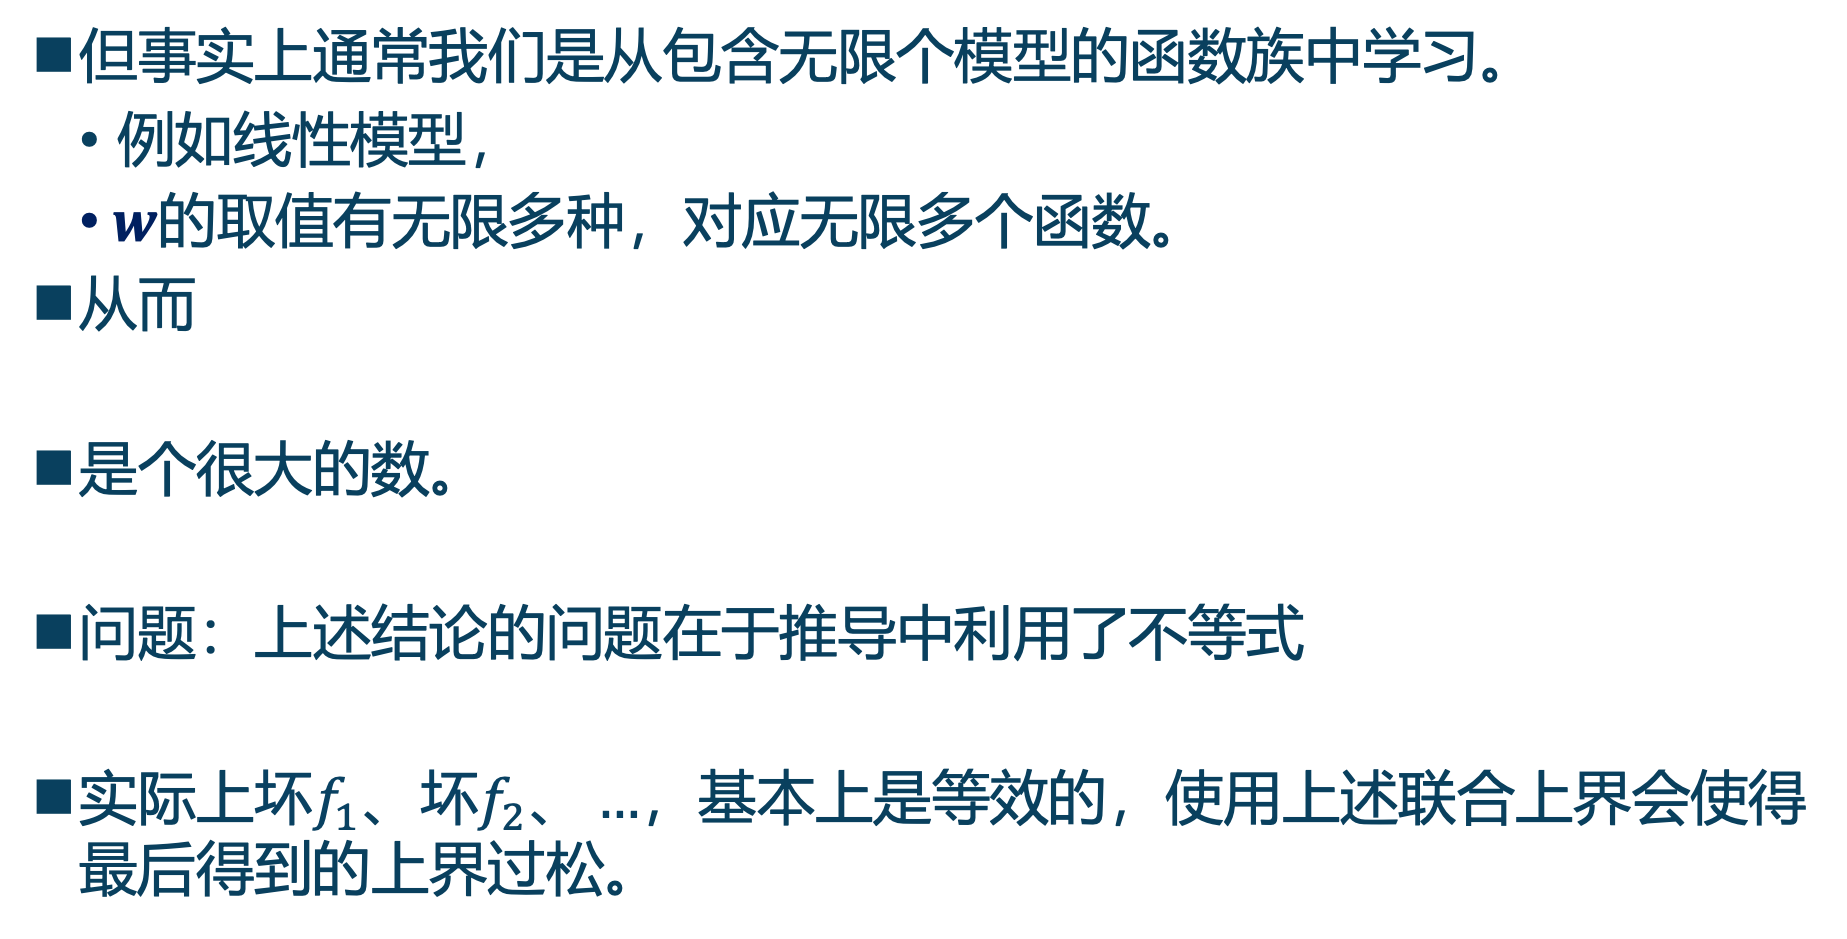 ■但事实上通常我们是从包含无限个模型的函数族中学习。
• 例如线性模型，
• w的取值有无限多种，对应无限多个函数。
■从而
■是个很大的数。
■问题：上述结论的问题在于推导中利用了不等式
■实际上坏f₁、坏f₂、 …，基本上是等效的，使用上述联合上界会使得
最后得到的上界过松。